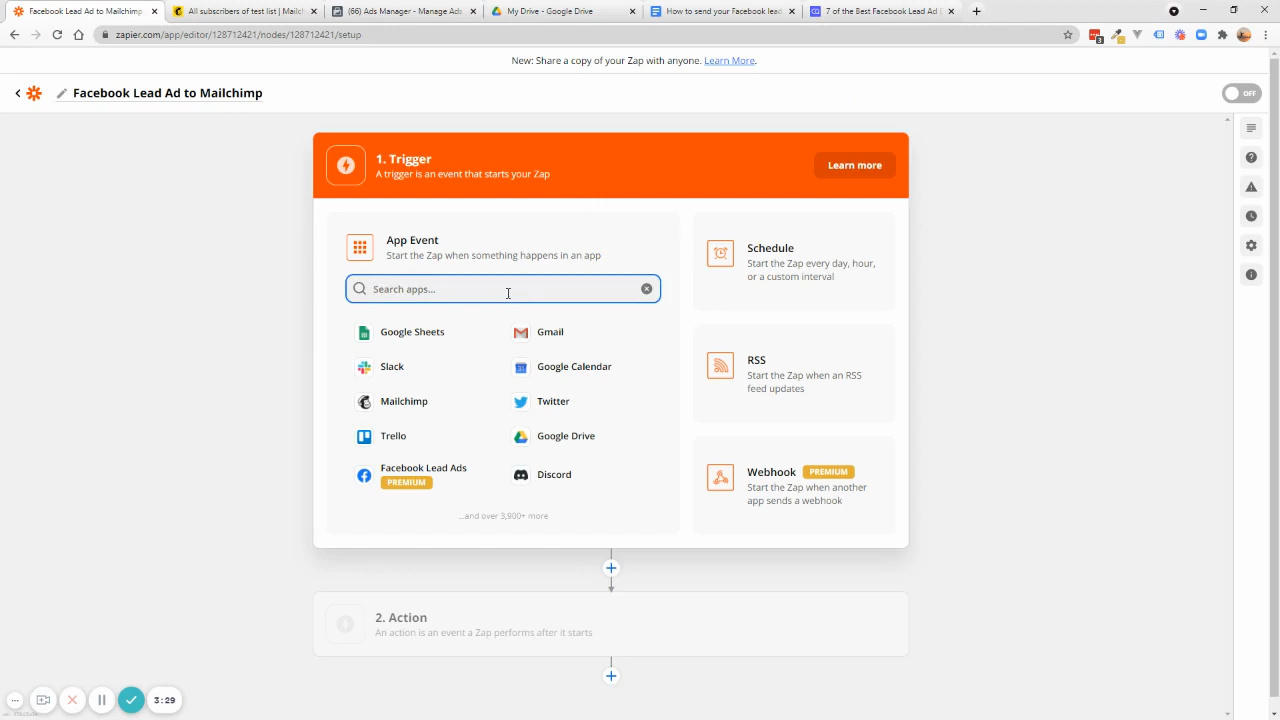 Facebook Lead Ad to Mailchimp
All subscribers of test list | Mailch
(66) Ads Manager - Manage Ads
My Drive - Google Drive
How to send your Facebook lead
7 of the Best Facebook Lead Ad
zapier.com/app/editor/128712421/nodes/128712421/setup
New: Share a copy of your Zap with anyone. Learn More.
Facebook Lead Ad to Mailchimp
OFF
1. Trigger
A trigger is an event that starts your Zap
Learn more
App Event
Start the Zap when something happens in an app
Search apps...
Google Sheets
Gmail
Slack
Google Calendar
Mailchimp
Twitter
Trello
Google Drive
Facebook Lead Ads
PREMIUM
Discord
...and over 3,900+ more
Schedule
Start the Zap every day, hour,
or a custom interval
RSS
Start the Zap when an RSS
feed updates
Webhook PREMIUM
Start the Zap when another
app sends a webhook
2. Action
An action is an event a Zap performs after it starts
3:29